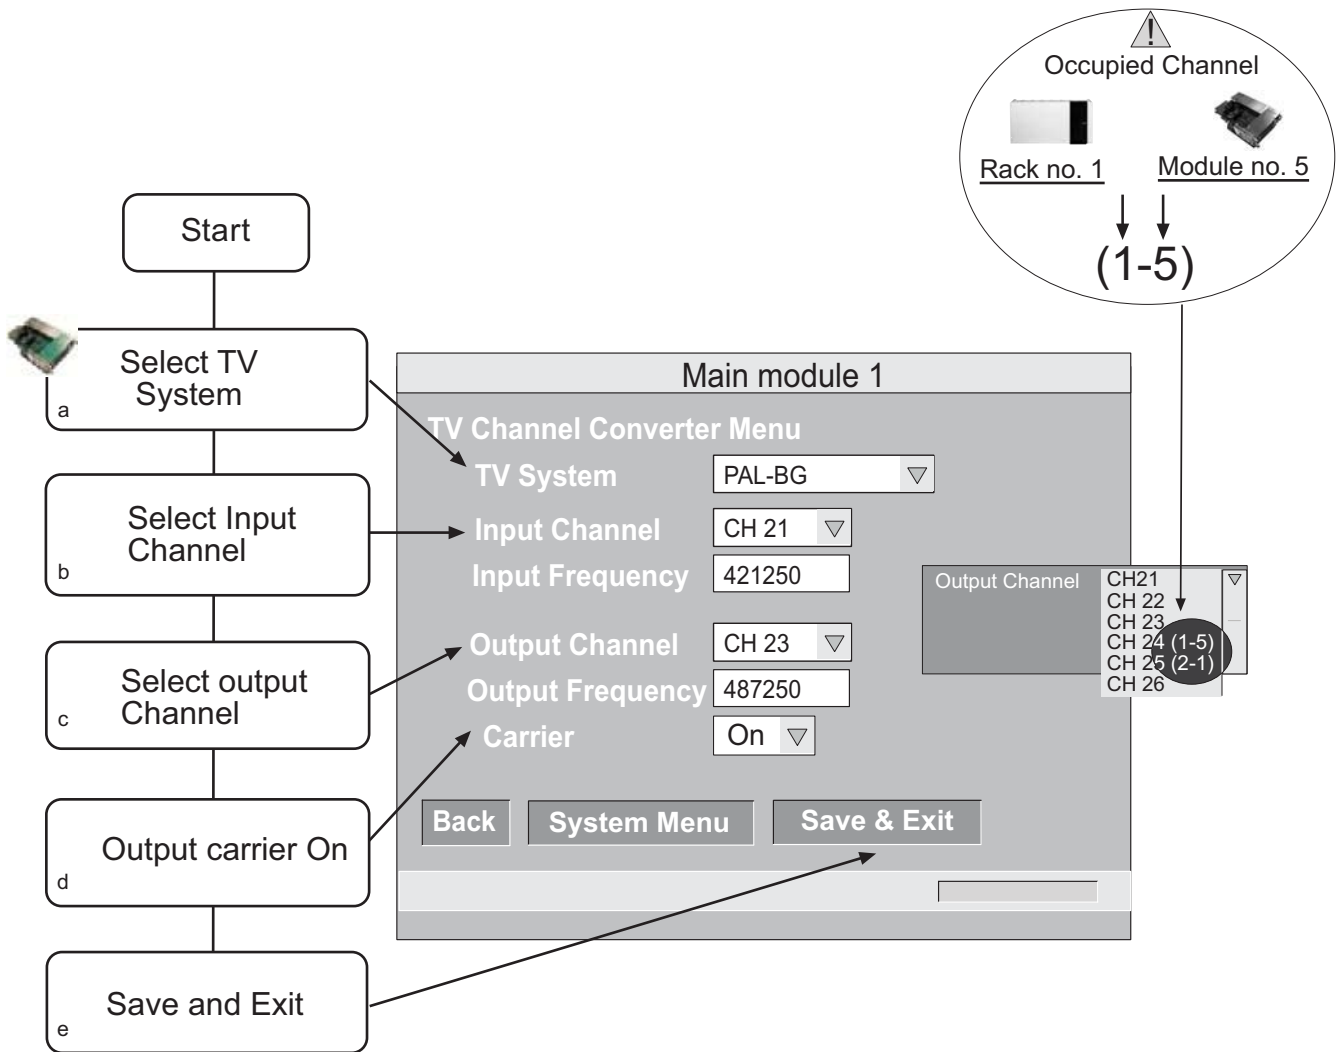 !
Occupied Channel
Rack no. 1
Module no. 5
(1-5)
Start
Select TV
System
a
Select Input
Channel
b
Select output
Channel
c
Output carrier On
d
Save and Exit
e
Main module 1
TV Channel Converter Menu
TV System
PAL-BG
Input Channel
CH 21
Input Frequency
421250
Output Channel
CH 23
Output Frequency
487250
Carrier
On
Back
System Menu
Save & Exit
Output Channel
CH21
CH 22
CH 23
CH 24 (1-5)
CH 25 (2-1)
CH 26